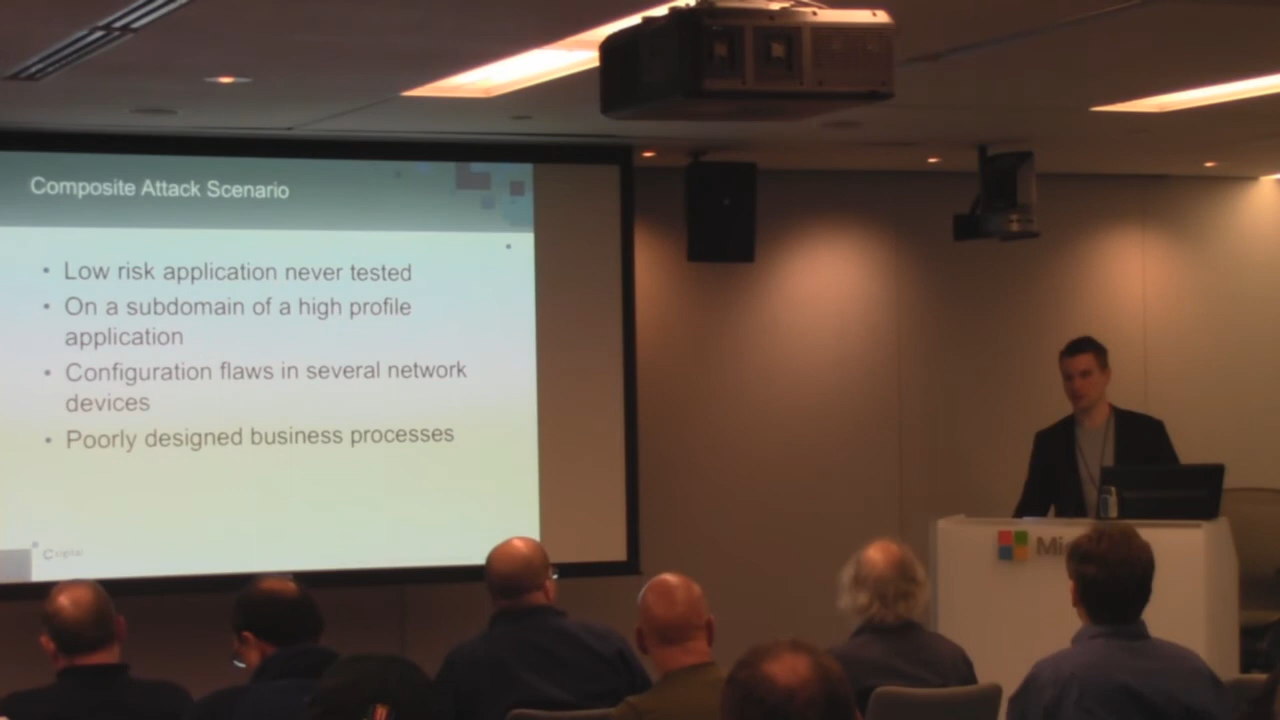 Composite Attack Scenario
• Low risk application never tested
• On a subdomain of a high profile
application
• Configuration flaws in several network
devices
• Poorly designed business processes